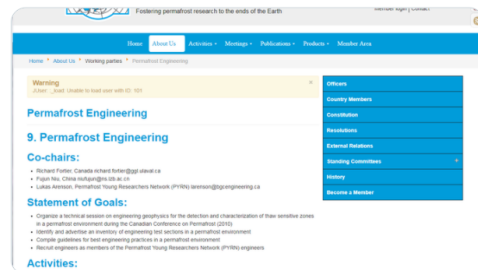 Fostering permafrost research to the ends of the Earth
Member login | Contact
Home About Us Activities Meetings Publications Products Member Area
Home About Us Working parties Permafrost Engineering
Warning ×
JUser: :_load: Unable to load user with ID: 101
Permafrost Engineering
9. Permafrost Engineering
Co-chairs:
• Richard Fortier, Canada richard.fortier@ggl.ulaval.ca
• Fujun Niu, China niufujun@ns.lzb.ac.cn
• Lukas Arenson, Permafrost Young Researchers Network (PYRN) larenson@bgcengineering.ca
Statement of Goals:
• Organize a technical session on engineering geophysics for the detection and characterization of thaw sensitive zones
in a permafrost environment during the Canadian Conference on Permafrost (2010)
• Identify and advertise an inventory of engineering test sections in a permafrost environment
• Compile guidelines for best engineering practices in a permafrost environment
• Recruit engineers as members of the Permafrost Young Researchers Network (PYRN) engineers
Activities:
Officers
Country Members
Constitution
Resolutions
External Relations
Standing Committees +
History
Become a Member